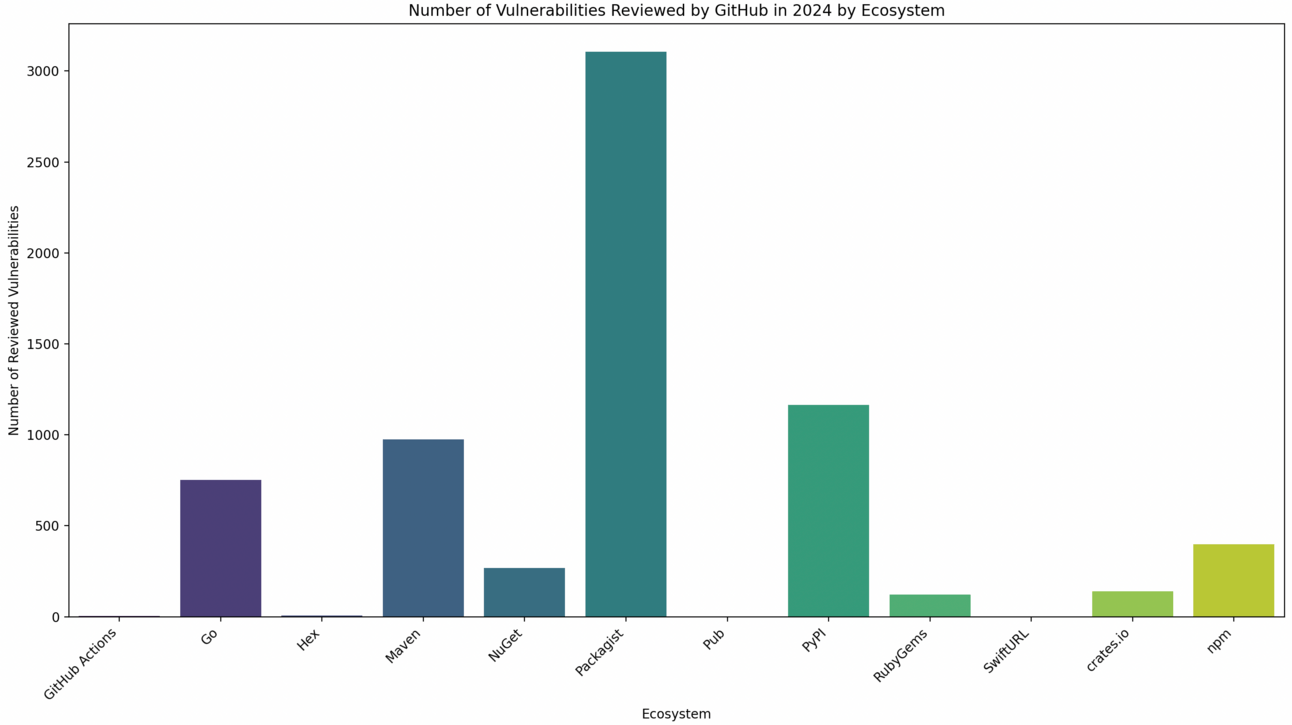 Number of Vulnerabilities Reviewed by GitHub in 2024 by Ecosystem
Number of Reviewed Vulnerabilities
3000
2500
2000
1500
1000
500
0
GitHub Actions
Go
Hex
Maven
NuGet
Packagist
Pub
PyPI
RubyGems
SwiftURL
crates.io
npm
Ecosystem